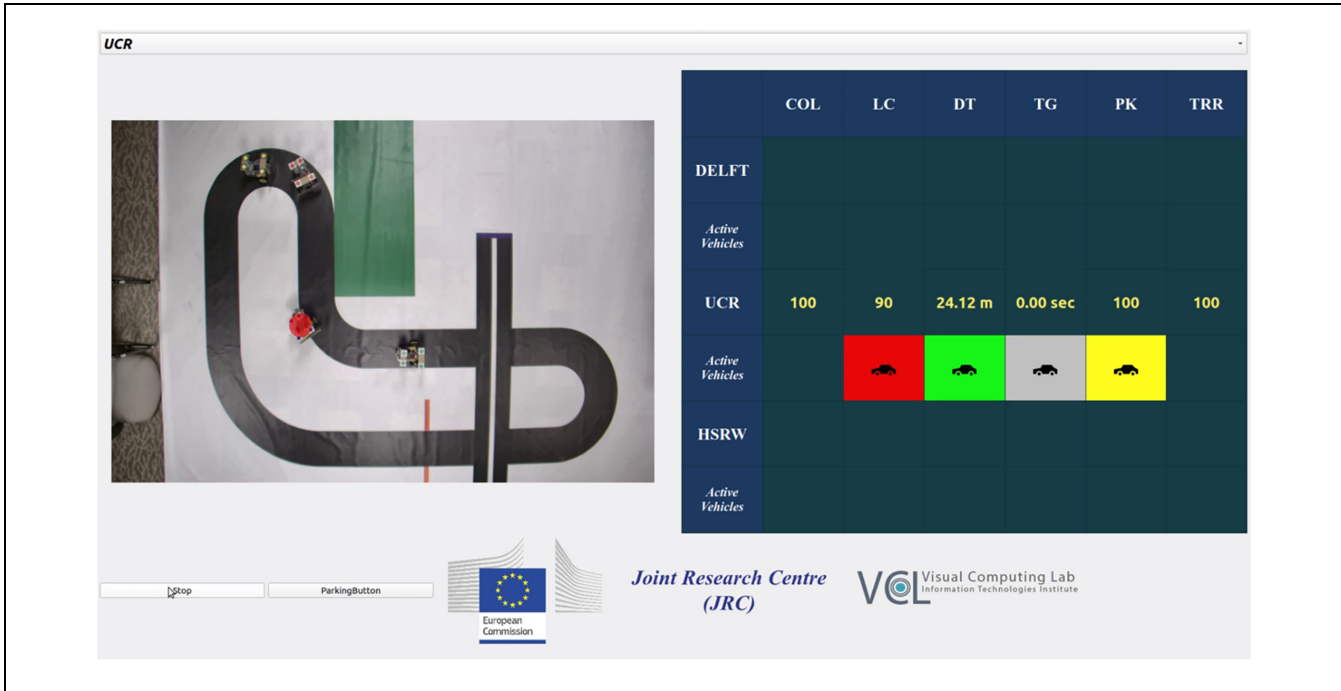 UCR
COL LC DT TG PK TRR
DELFT
Active
Vehicles
UCR 100 90 24.12 m 0.00 sec 100 100
Active
Vehicles
HSRW
Active
Vehicles
Stop ParkingButton
European
Commission
Joint Research Centre
(JRC)
VCL Visual Computing Lab
Information Technologies Institute